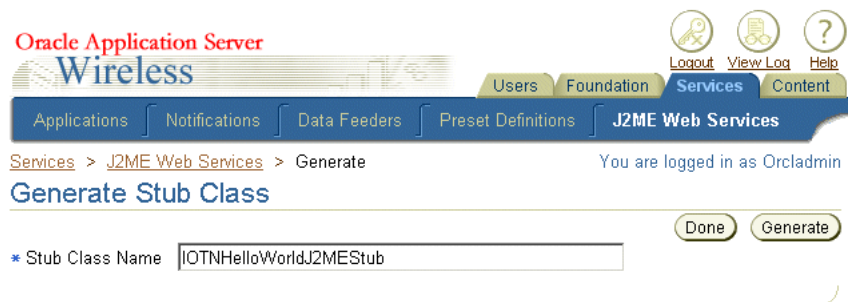 Oracle Application Server
Wireless
Logout View Log Help
Users Foundation Services Content
Applications Notifications Data Feeders Preset Definitions J2ME Web Services
Services > J2ME Web Services > Generate You are logged in as Orcladmin
Generate Stub Class
Done Generate
* Stub Class Name IOTNHelloWorldJ2MEStub